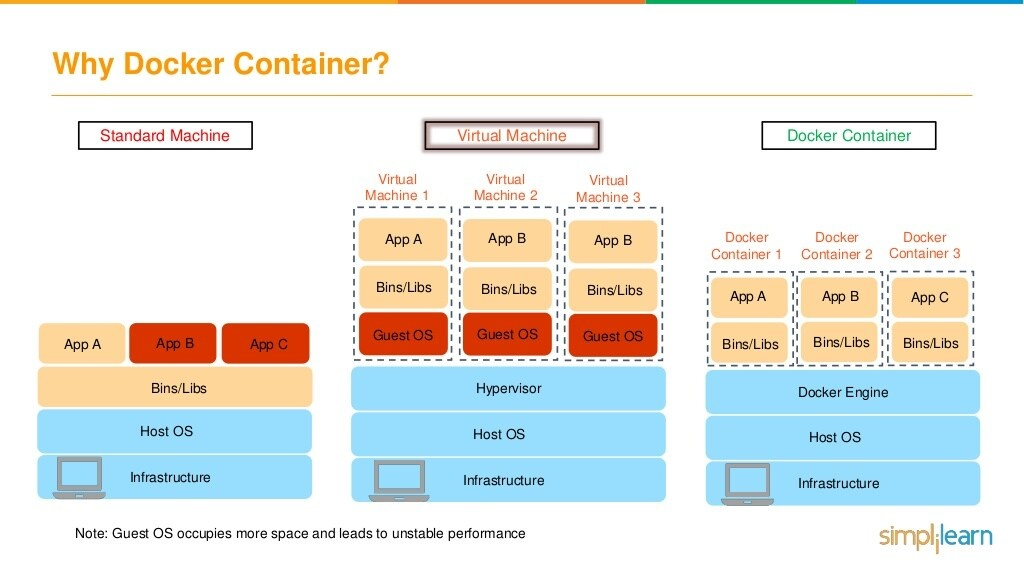 Why Docker Container?
Standard Machine
Virtual Machine
Docker Container
Virtual
Machine 1
Virtual
Machine 2
Virtual
Machine 3
App A
App B
App B
Bins/Libs
Bins/Libs
Bins/Libs
Guest OS
Guest OS
Guest OS
Hypervisor
Host OS
Infrastructure
App A
App B
App C
Bins/Libs
Host OS
Infrastructure
Docker
Container 1
Docker
Container 2
Docker
Container 3
App A
App B
App C
Bins/Libs
Bins/Libs
Bins/Libs
Docker Engine
Host OS
Infrastructure
Note: Guest OS occupies more space and leads to unstable performance
simplilearn